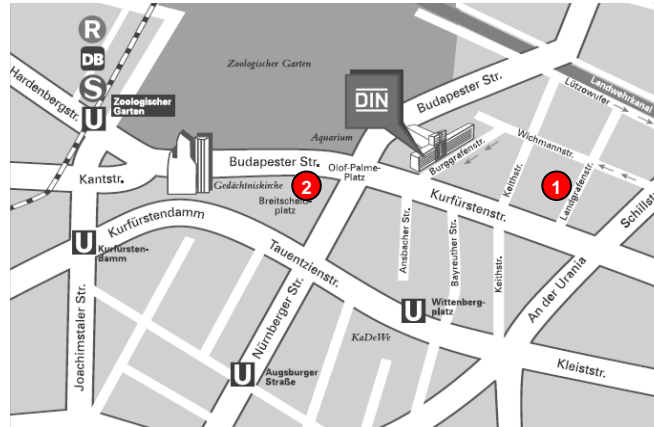 R
DB
S
U
Zoologischer
Garten
Hardenbergstr.
Zoologischer Garten
DIN
Budapester Str.
Landwehrkanal
Lützowufer
Wichmannstr.
Aquarium
Burggrafenstr.
Budapester Str.
Olof-Palme-
Platz
Keithstr.
1
Landgrafenstr.
Schillstr.
Kantstr.
Gedächtniskirche
2
Breitscheid-
platz
Kurfürstenstr.
Kurfürstendamm
U
Kurfürsten-
damm
Tauentzienstr.
Ansbacher Str.
Bayreuther Str.
Keithstr.
An der Urania
Joachimstaler Str.
Nürnberger Str.
U
Wittenberg-
platz
KaDeWe
U
Augsburger
Straße
Kleiststr.